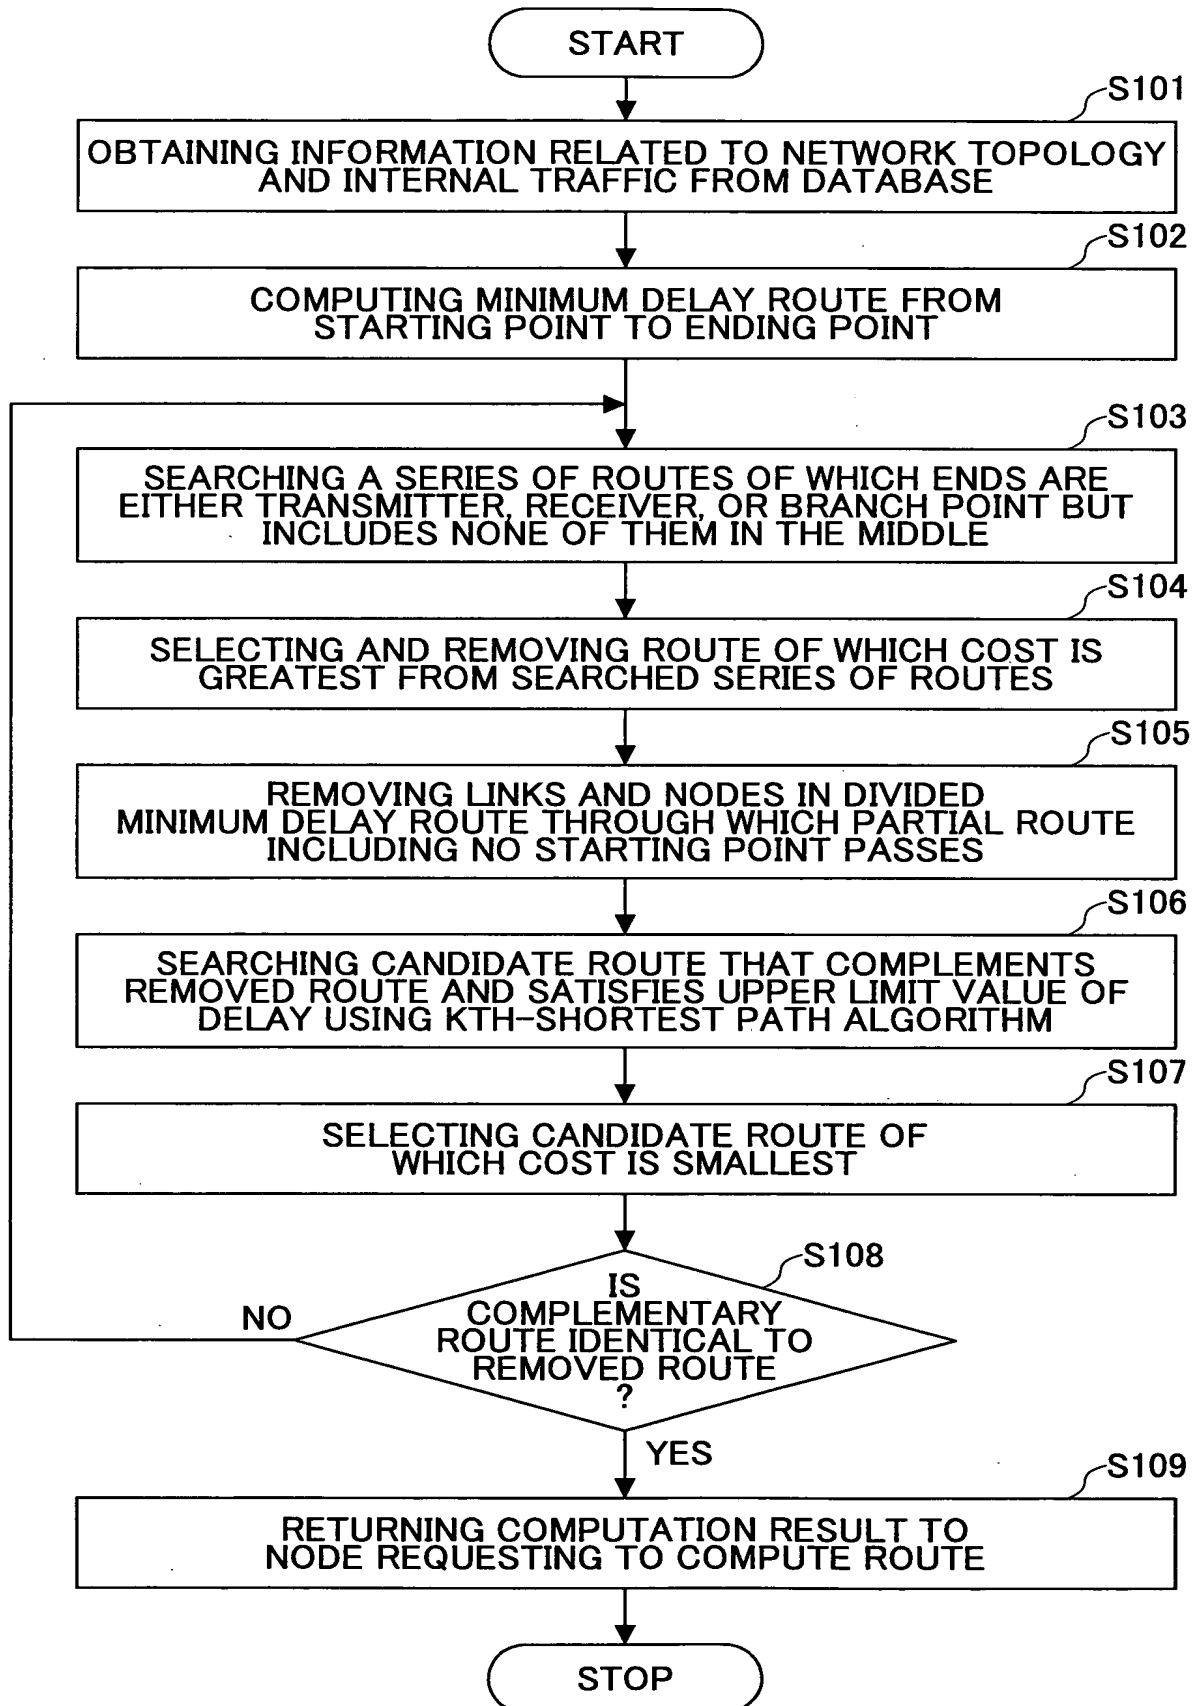 START
S101
OBTAINING INFORMATION RELATED TO NETWORK TOPOLOGY
AND INTERNAL TRAFFIC FROM DATABASE
S102
COMPUTING MINIMUM DELAY ROUTE FROM
STARTING POINT TO ENDING POINT
S103
SEARCHING A SERIES OF ROUTES OF WHICH ENDS ARE
EITHER TRANSMITTER, RECEIVER, OR BRANCH POINT BUT
INCLUDES NONE OF THEM IN THE MIDDLE
S104
SELECTING AND REMOVING ROUTE OF WHICH COST IS
GREATEST FROM SEARCHED SERIES OF ROUTES
S105
REMOVING LINKS AND NODES IN DIVIDED
MINIMUM DELAY ROUTE THROUGH WHICH PARTIAL ROUTE
INCLUDING NO STARTING POINT PASSES
S106
SEARCHING CANDIDATE ROUTE THAT COMPLEMENTS
REMOVED ROUTE AND SATISFIES UPPER LIMIT VALUE OF
DELAY USING KTH-SHORTEST PATH ALGORITHM
S107
SELECTING CANDIDATE ROUTE OF
WHICH COST IS SMALLEST
S108
IS
COMPLEMENTARY
ROUTE IDENTICAL TO
REMOVED ROUTE
?
NO
YES
S109
RETURNING COMPUTATION RESULT TO
NODE REQUESTING TO COMPUTE ROUTE
STOP